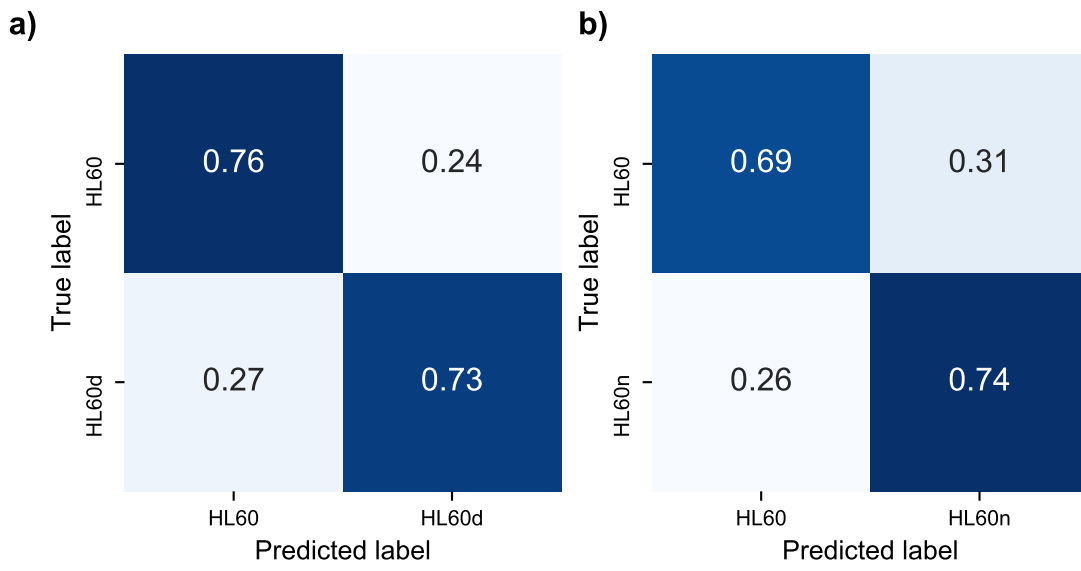 a)
True label
HL60
0.76 0.24
HL60d
0.27 0.73
HL60 HL60d
Predicted label
b)
True label
HL60
0.69 0.31
HL60n
0.26 0.74
HL60 HL60n
Predicted label